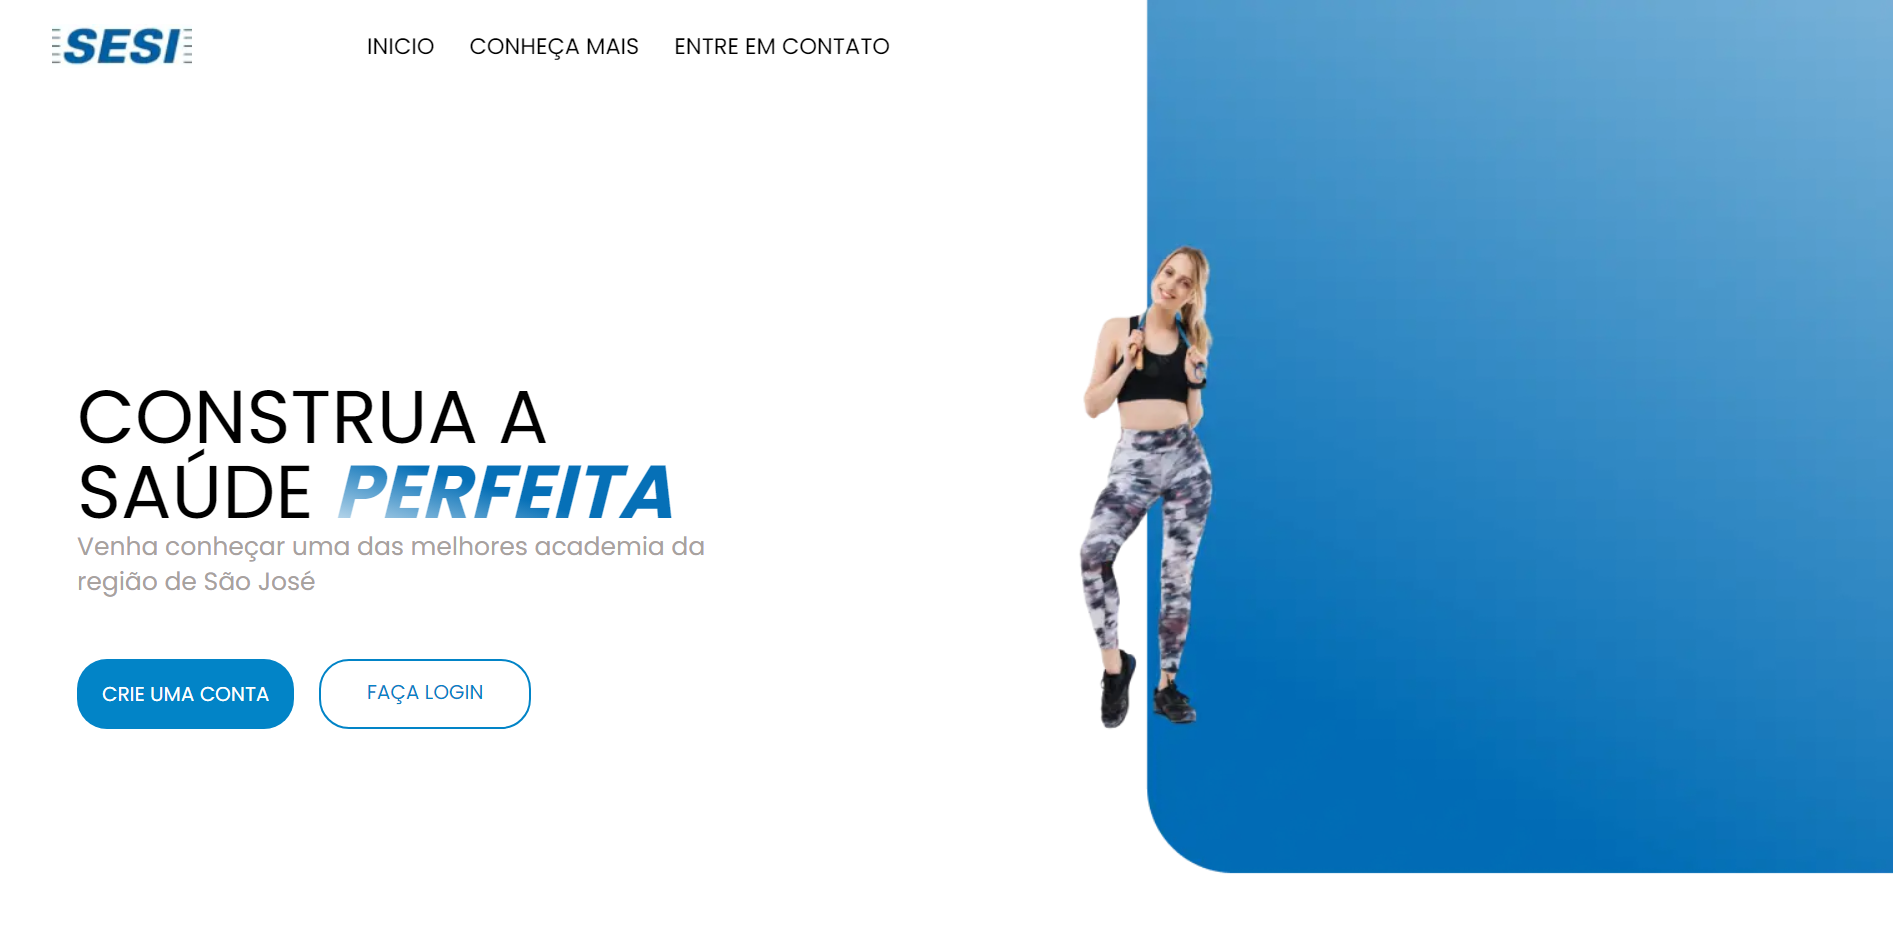 SESI
INICIO CONHEÇA MAIS ENTRE EM CONTATO
CONSTRUA A
SAÚDE PERFEITA
Venha conheçar uma das melhores academia da
região de São José
CRIE UMA CONTA FAÇA LOGIN